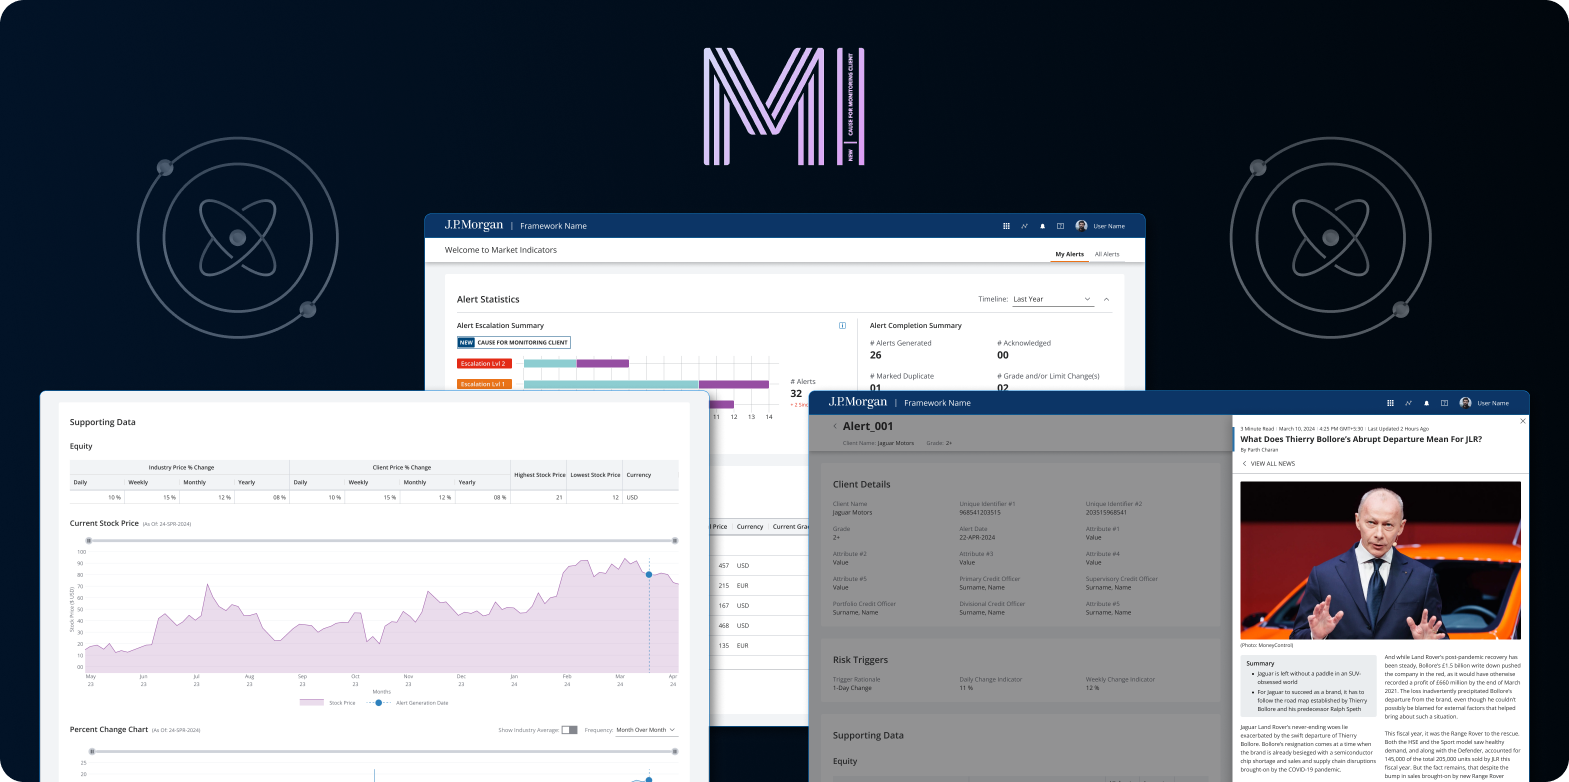 MI
NEW | CAUSE FOR MONITORING CLIENT
J.P.Morgan | Framework Name
User Name
Welcome to Market Indicators
My Alerts All Alerts
Alert Statistics
Timeline: Last Year
Alert Escalation Summary
NEW CAUSE FOR MONITORING CLIENT
Escalation Lvl 2
Escalation Lvl 1
# Alerts
32
11 12 13 14
Alert Completion Summary
# Alerts Generated
26
# Acknowledged
00
# Marked Duplicate
01
# Grade and/or Limit Change(s)
02
Price Currency Current Gra
457 USD
215 EUR
167 USD
468 USD
135 EUR
Supporting Data
Equity
Industry Price % Change Client Price % Change Highest Stock Price Lowest Stock Price Currency
Daily Weekly Monthly Yearly Daily Weekly Monthly Yearly
10 % 15 % 12 % 08 % 10 % 15 % 12 % 08 % 21 12 USD
Current Stock Price (As Of: 24-SPR-2024)
100
90
80
70
60
50
40
30
20
10
00
Stock Price ($ USD)
May Jun Jul Aug Sep Oct Nov Dec Jan Feb Mar Apr
23 23 23 23 23 23 23 23 24 24 24 24
Months
Stock Price Alert Generation Date
Percent Change Chart (As Of: 24-SPR-2024)
Show Industry Average: Frequency: Month Over Month
25
20
J.P.Morgan | Framework Name
User Name
Alert_001
Client Name: Jaguar Motors Grade: 2+
Client Details
Client Name Unique Identifier #1 Unique Identifier #2
Jaguar Motors 968541203515 203515968541
Grade Alert Date Attribute #1
2+ 22-APR-2024 Value
Attribute #2 Attribute #3 Attribute #4
Value Value Value
Attribute #5 Primary Credit Officer Supervisory Credit Officer
Value Surname, Name Surname, Name
Portfolio Credit Officer Divisional Credit Officer Attribute #5
Surname, Name Surname, Name Surname, Name
Risk Triggers
Trigger Rationale Daily Change Indicator Weekly Change Indicator
1-Day Change 11 % 12 %
Supporting Data
Equity
3 Minute Read | March 10, 2024 | 4:25 PM GMT+5:30 | Last Updated 2 Hours Ago
What Does Thierry Bollore's Abrupt Departure Mean For JLR?
By Parth Charan
VIEW ALL NEWS
(Photo: MoneyControl)
Summary
• Jaguar is left without a paddle in an SUV-
obsessed world
• For Jaguar to succeed as a brand, it has to
follow the road map established by Thierry
Bollore and his predecessor Ralph Speth
Jaguar Land Rover's never-ending woes lie
exacerbated by the swift departure of Thierry
Bollore. Bollore's resignation comes at a time when
the brand is already besieged with a semiconductor
chip shortage and sales and supply chain disruptions
brought-on by the COVID-19 pandemic.
And while Land Rover's post-pandemic recovery has
been steady, Bollore's £1.5 billion write down pushed
the company in the red, as it would have otherwise
recorded a profit of £660 million by the end of March
2021. The loss inadvertently precipitated Bollore's
departure from the brand, even though he couldn't
possibly be blamed for external factors that helped
bring about such a situation.
This fiscal year, it was the Range Rover to the rescue.
Both the HSE and the Sport model saw healthy
demand, and along with the Defender, accounted for
145,000 of the total 205,000 units sold by JLR this
fiscal year. But the fact remains, that despite the
bump in sales brought-on by new Range Rover